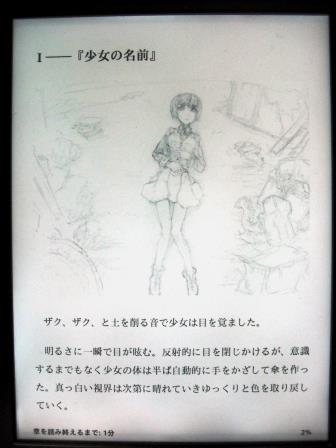 I――『少女の名前』
ザク、ザク、と土を削る音で少女は目を覚ました。
明るさに一瞬で目が眩む。反射的に目を閉じかけるが、意識
するまでもなく少女の体は半ば自動的に手をかざして傘を作っ
た。真っ白い視界は次第に晴れていきゆっくりと色を取り戻し
ていく。
章を読み終えるまで: 1分
2%